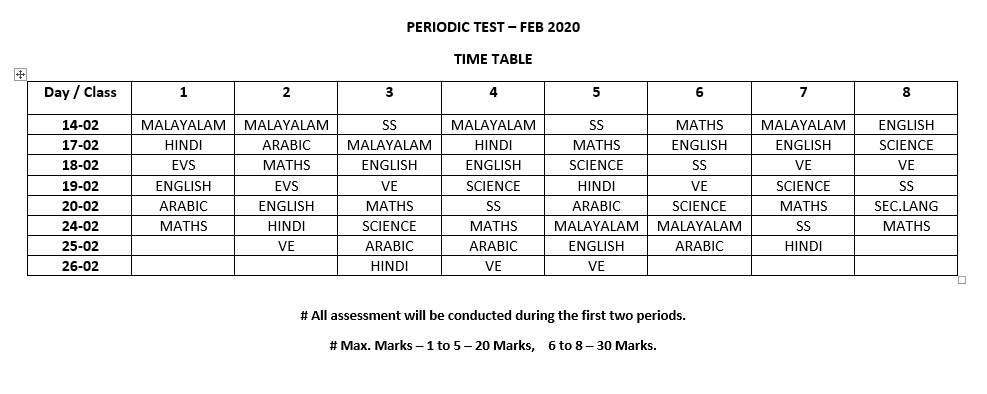 PERIODIC TEST – FEB 2020
TIME TABLE
Day / Class 1 2 3 4 5 6 7 8
14-02 MALAYALAM MALAYALAM SS MALAYALAM SS MATHS MALAYALAM ENGLISH
17-02 HINDI ARABIC MALAYALAM HINDI MATHS ENGLISH ENGLISH SCIENCE
18-02 EVS MATHS ENGLISH ENGLISH SCIENCE SS VE VE
19-02 ENGLISH EVS VE SCIENCE HINDI VE SCIENCE SS
20-02 ARABIC ENGLISH MATHS SS ARABIC SCIENCE MATHS SEC.LANG
24-02 MATHS HINDI SCIENCE MATHS MALAYALAM MALAYALAM SS MATHS
25-02 VE ARABIC ARABIC ENGLISH ARABIC HINDI
26-02 HINDI VE VE
# All assessment will be conducted during the first two periods.
# Max. Marks – 1 to 5 – 20 Marks, 6 to 8 – 30 Marks.